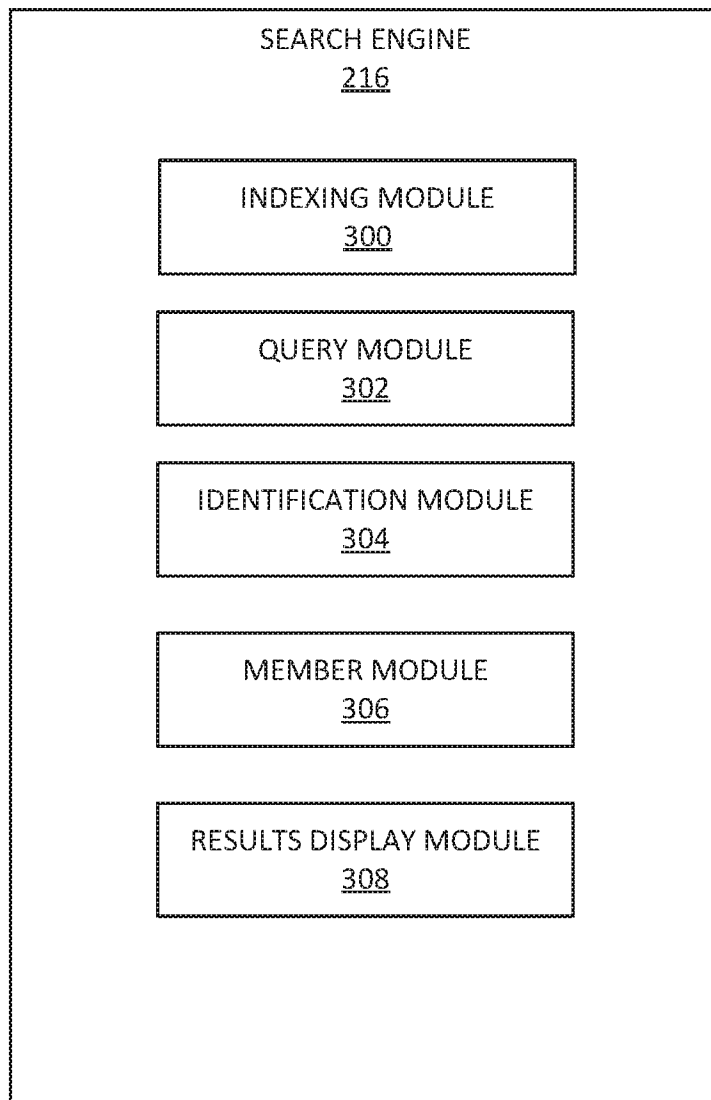 SEARCH ENGINE
216
INDEXING MODULE
300
QUERY MODULE
302
IDENTIFICATION MODULE
304
MEMBER MODULE
306
RESULTS DISPLAY MODULE
308